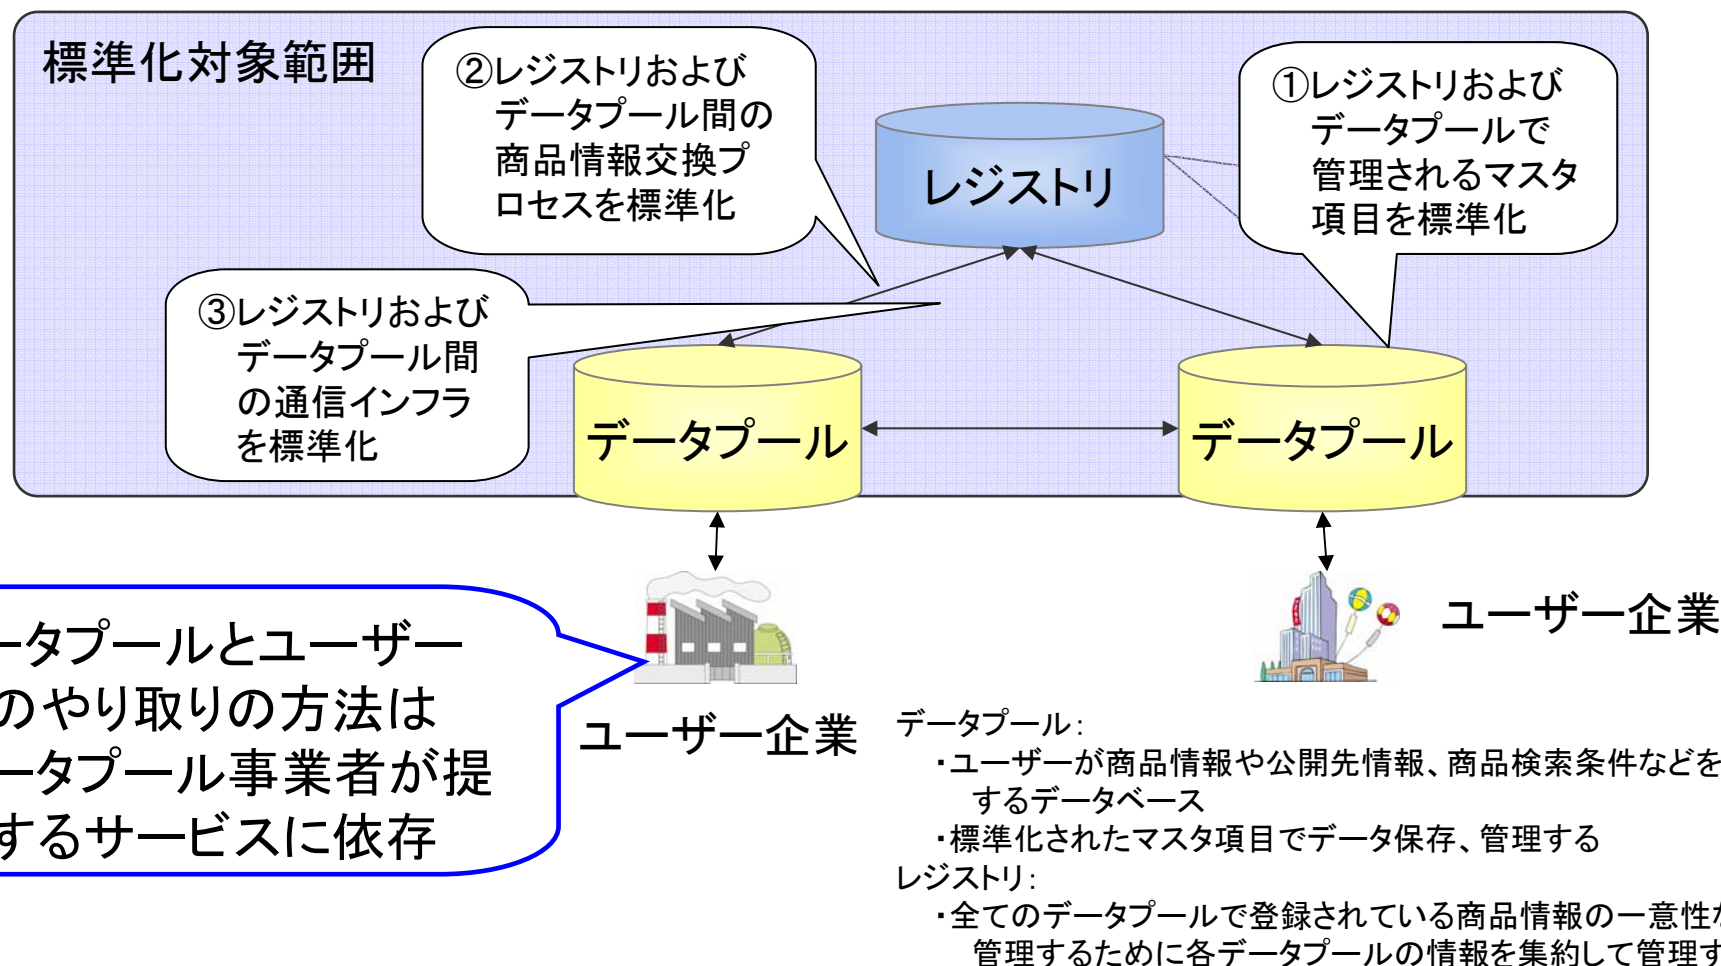 標準化対象範囲
②レジストリおよび
データプール間の
商品情報交換プ
ロセスを標準化
①レジストリおよび
データプールで
管理されるマスタ
項目を標準化
レジストリ
③レジストリおよび
データプール間
の通信インフラ
を標準化
データプール
データプール
ータプールとユーザー
のやり取りの方法は
ータプール事業者が提
するサービスに依存
ユーザー企業
ユーザー企業
データプール：
・ユーザーが商品情報や公開先情報、商品検索条件などを
するデータベース
・標準化されたマスタ項目でデータ保存、管理する
レジストリ：
・全てのデータプールで登録されている商品情報の一意性
管理するために各データプールの情報を集約して管理す